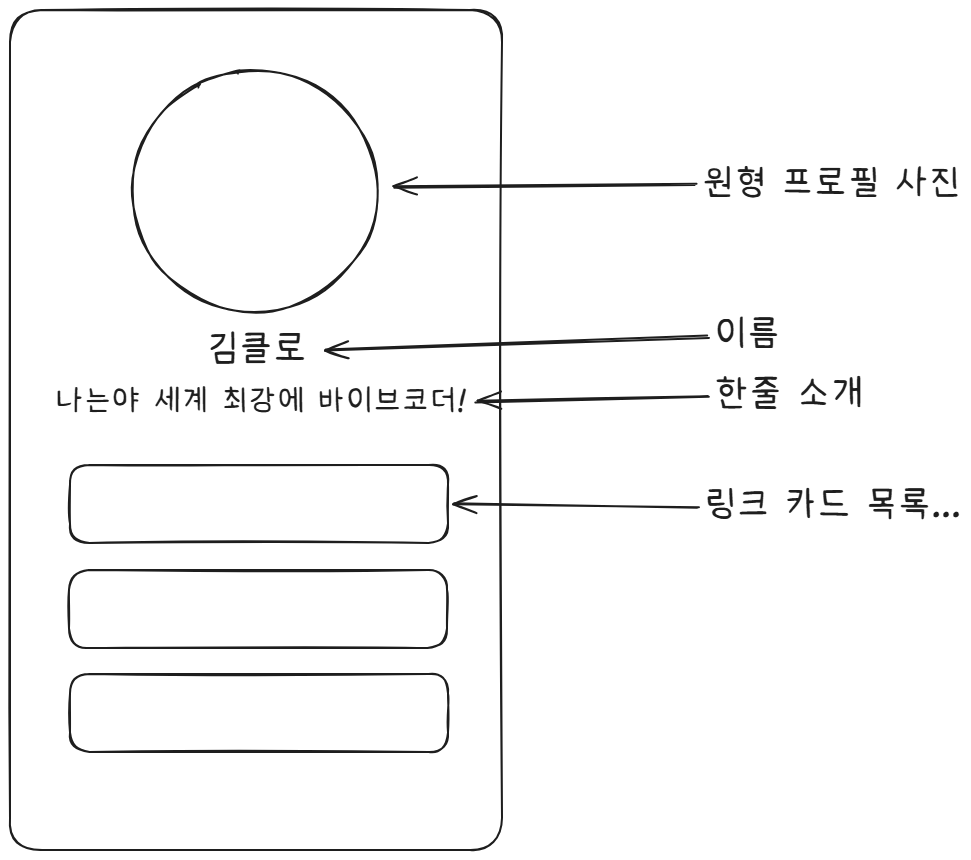 원형 프로필 사진
김클로
이름
나는야 세계 최강에 바이브코더!
한줄 소개
링크 카드 목록...